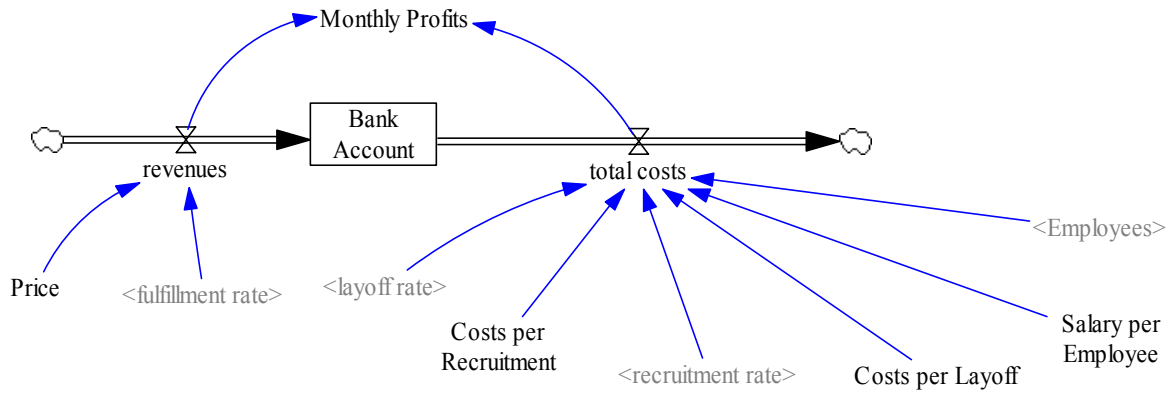 Monthly Profits
Bank
Account
revenues
total costs
<Employees>
Price
<fulfillment rate>
<layoff rate>
Costs per
Recruitment
<recruitment rate>
Costs per Layoff
Salary per
Employee